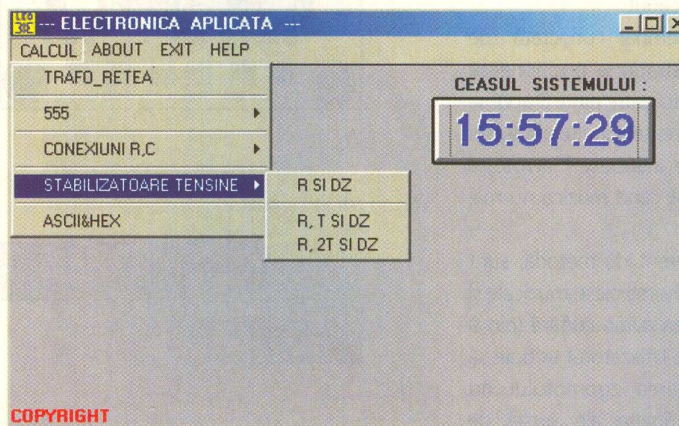 LEO
--- ELECTRONICA APLICATA ---
CALCUL ABOUT EXIT HELP
TRAFO_RETEA
555
CONEXIUNI R,C
STABILIZATOARE TENSINE
ASCII&HEX
R SI DZ
R, T SI DZ
R, 2T SI DZ
CEASUL SISTEMULUI :
15:57:29
COPYRIGHT